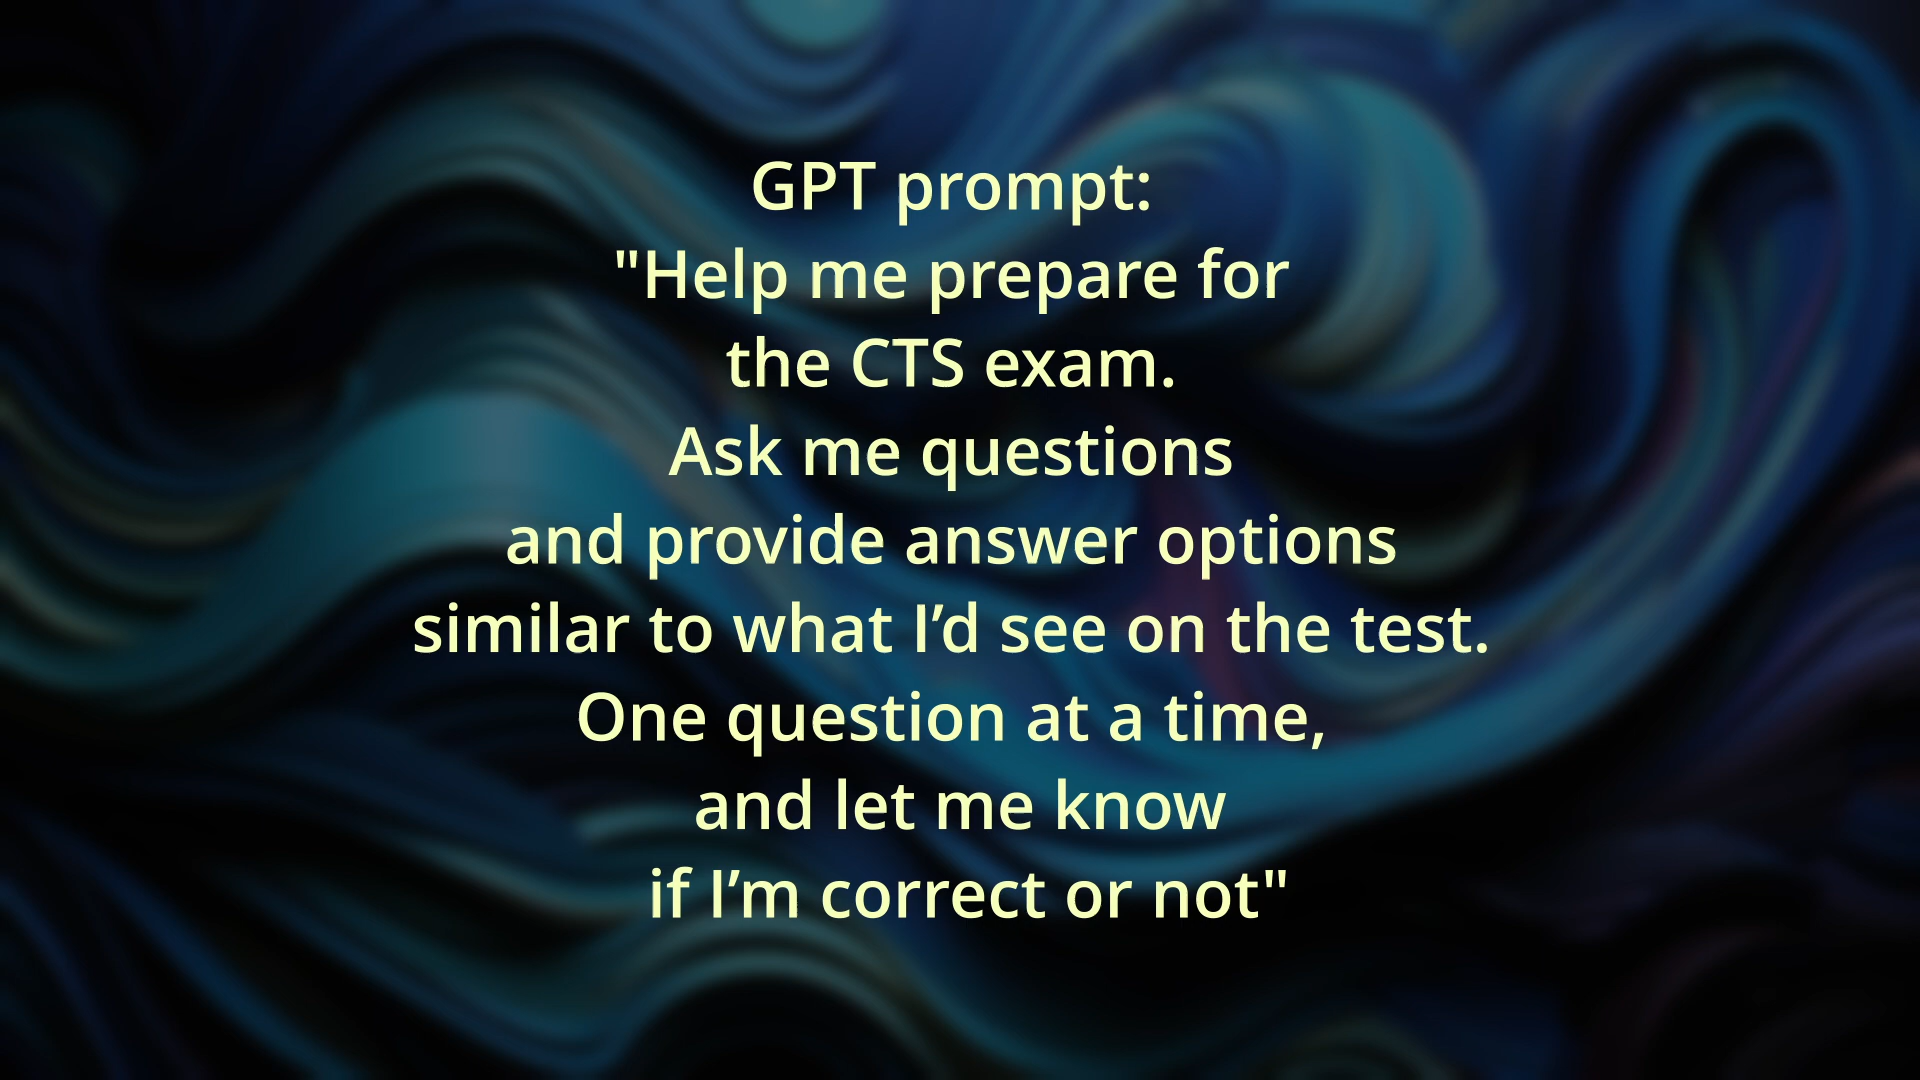 GPT prompt:
"Help me prepare for
the CTS exam.
Ask me questions
and provide answer options
similar to what I’d see on the test.
One question at a time,
and let me know
if I’m correct or not"